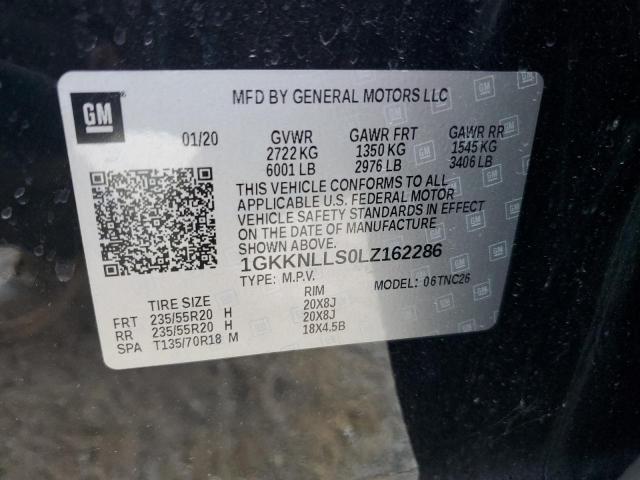 GM
MFD BY GENERAL MOTORS LLC
01/20 GVWR GAWR FRT GAWR RR
2722 KG 1350 KG 1545 KG
6001 LB 2976 LB 3406 LB
THIS VEHICLE CONFORMS TO ALL
APPLICABLE U.S. FEDERAL MOTOR
VEHICLE SAFETY STANDARDS IN EFFECT
ON THE DATE OF MANUFACTURE
SHOWN ABOVE.
1GKKNLLS0LZ162286
TYPE: M.P.V. MODEL: 06TNC26
TIRE SIZE RIM
FRT 235/55R20 H 20X8J
RR 235/55R20 H 20X8J
SPA T135/70R18 M 18X4.5B